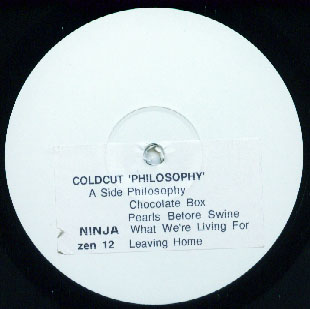 COLDCUT 'PHILOSOPHY'
A Side Philosophy
Chocolate Box
Pearls Before Swine
NINJA What We're Living For
zen 12 Leaving Home